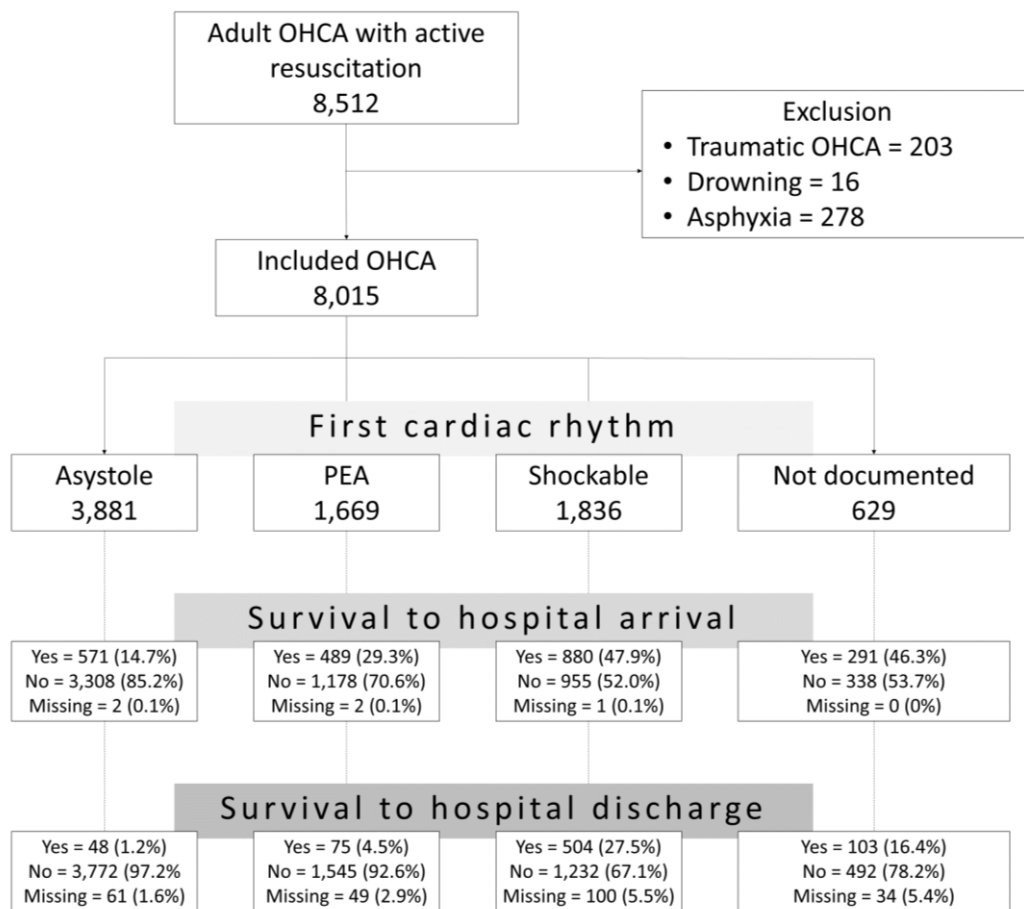 Adult OHCA with active
resuscitation
8,512
Exclusion
• Traumatic OHCA = 203
• Drowning = 16
• Asphyxia = 278
Included OHCA
8,015
First cardiac rhythm
Asystole
3,881
PEA
1,669
Shockable
1,836
Not documented
629
Survival to hospital arrival
Yes = 571 (14.7%)
No = 3,308 (85.2%)
Missing = 2 (0.1%)
Yes = 489 (29.3%)
No = 1,178 (70.6%)
Missing = 2 (0.1%)
Yes = 880 (47.9%)
No = 955 (52.0%)
Missing = 1 (0.1%)
Yes = 291 (46.3%)
No = 338 (53.7%)
Missing = 0 (0%)
Survival to hospital discharge
Yes = 48 (1.2%)
No = 3,772 (97.2%
Missing = 61 (1.6%)
Yes = 75 (4.5%)
No = 1,545 (92.6%)
Missing = 49 (2.9%)
Yes = 504 (27.5%)
No = 1,232 (67.1%)
Missing = 100 (5.5%)
Yes = 103 (16.4%)
No = 492 (78.2%)
Missing = 34 (5.4%)